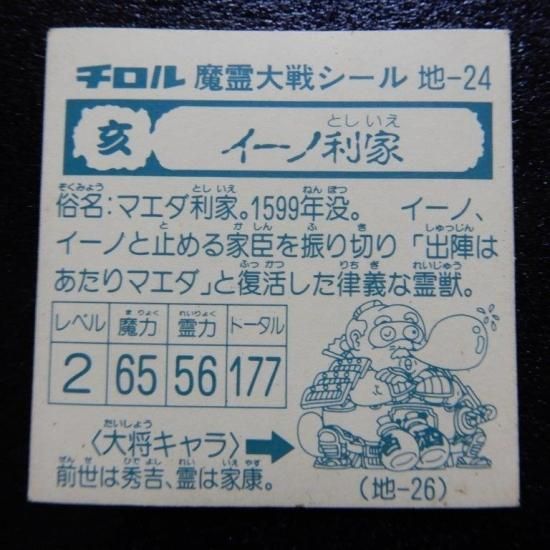 チロル 魔霊大戦シール 地-24
亥 イーノ利家
としいえ
俗名:マエダ利家。1599年没。 イーノ、
イーノと止める家臣を振り切り「出陣は
あたりマエダ」と復活した律義な霊獣。
レベル 魔力 霊力 トータル
2 65 56 177
〈大将キャラ〉
前世は秀吉、霊は家康。
(地-26)